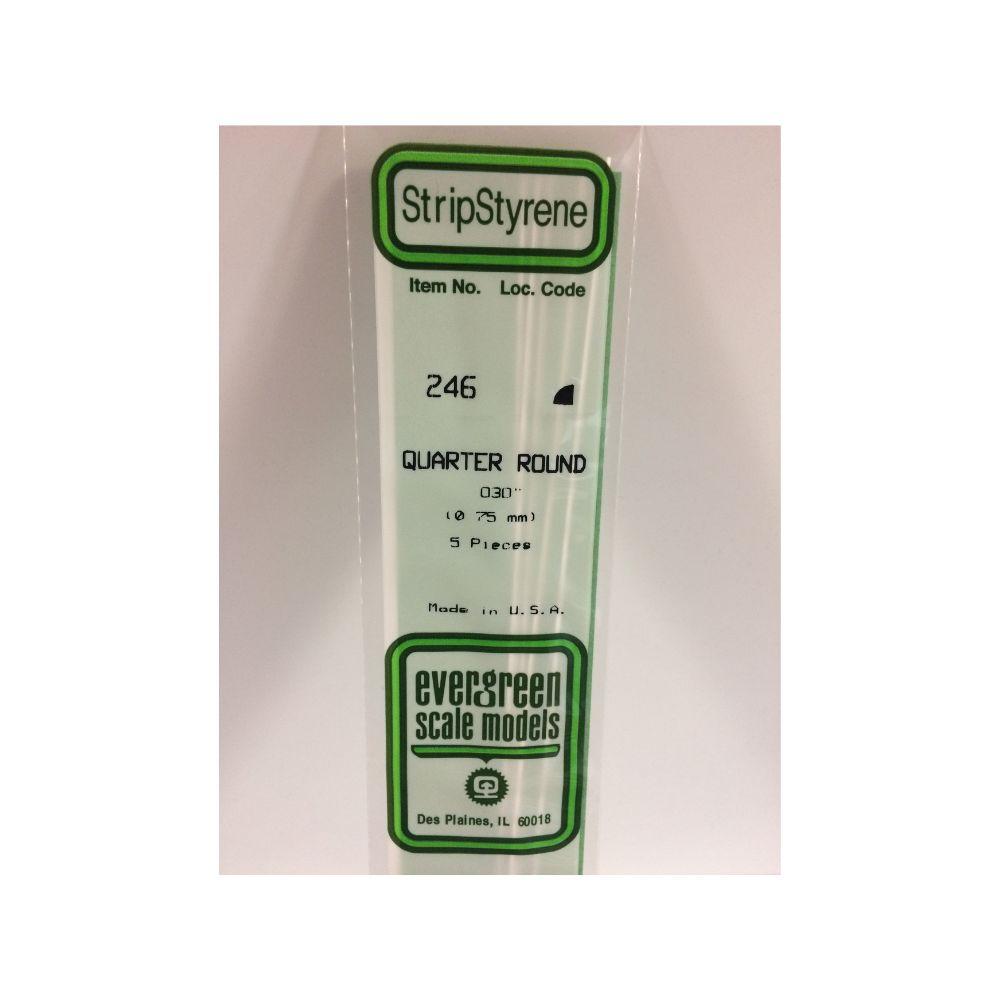 StripStyrene
Item No. Loc. Code
246
QUARTER ROUND
.030"
(0.75 mm)
5 Pieces
Made in U.S.A.
evergreen
scale models
Des Plaines, IL 60018